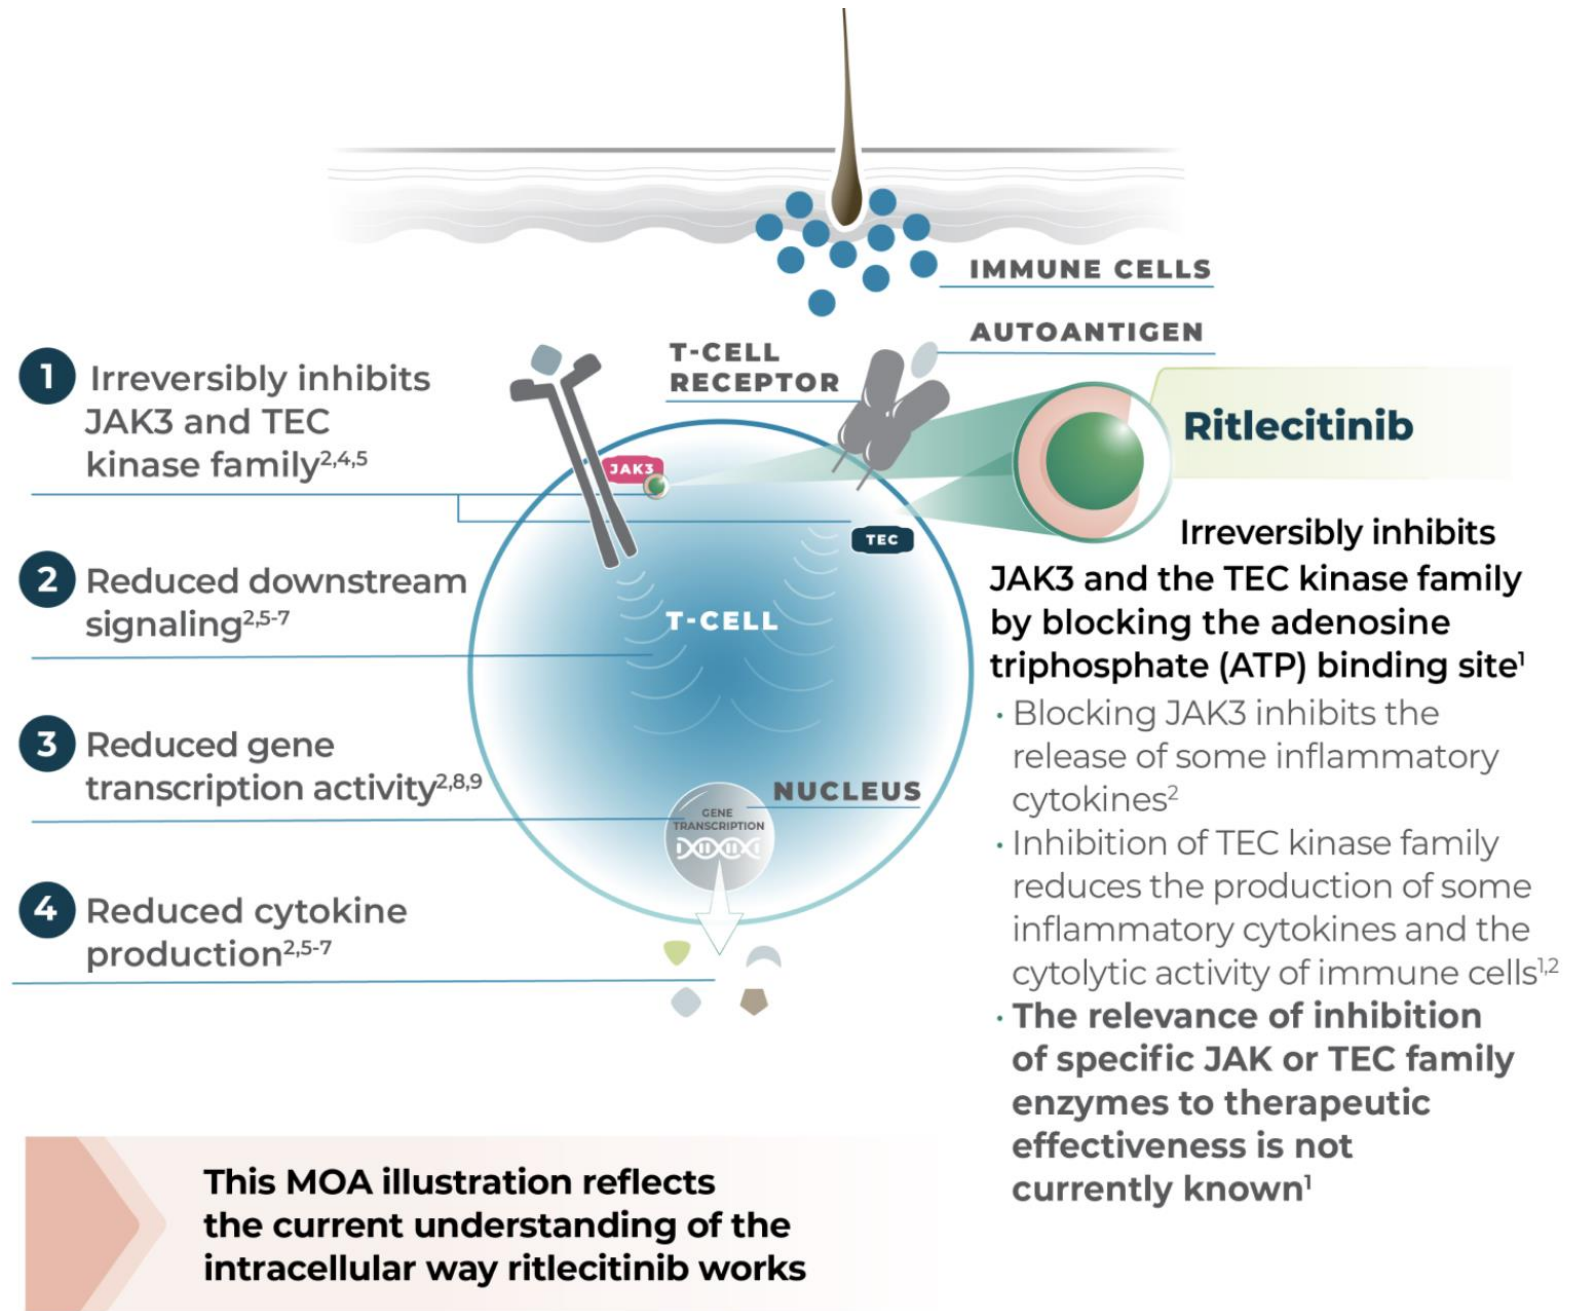 IMMUNE CELLS
AUTOANTIGEN
T-CELL
RECEPTOR
1 Irreversibly inhibits
JAK3 and TEC
kinase family2,4,5
JAK3
TEC
Ritlecitinib
2 Reduced downstream
signaling2,5-7
T-CELL
3 Reduced gene
transcription activity2,8,9
NUCLEUS
GENE
TRANSCRIPTION
4 Reduced cytokine
production2,5-7
Irreversibly inhibits
JAK3 and the TEC kinase family
by blocking the adenosine
triphosphate (ATP) binding site1
• Blocking JAK3 inhibits the
release of some inflammatory
cytokines2
• Inhibition of TEC kinase family
reduces the production of some
inflammatory cytokines and the
cytolytic activity of immune cells1,2
• The relevance of inhibition
of specific JAK or TEC family
enzymes to therapeutic
effectiveness is not
currently known1
This MOA illustration reflects
the current understanding of the
intracellular way ritlecitinib works